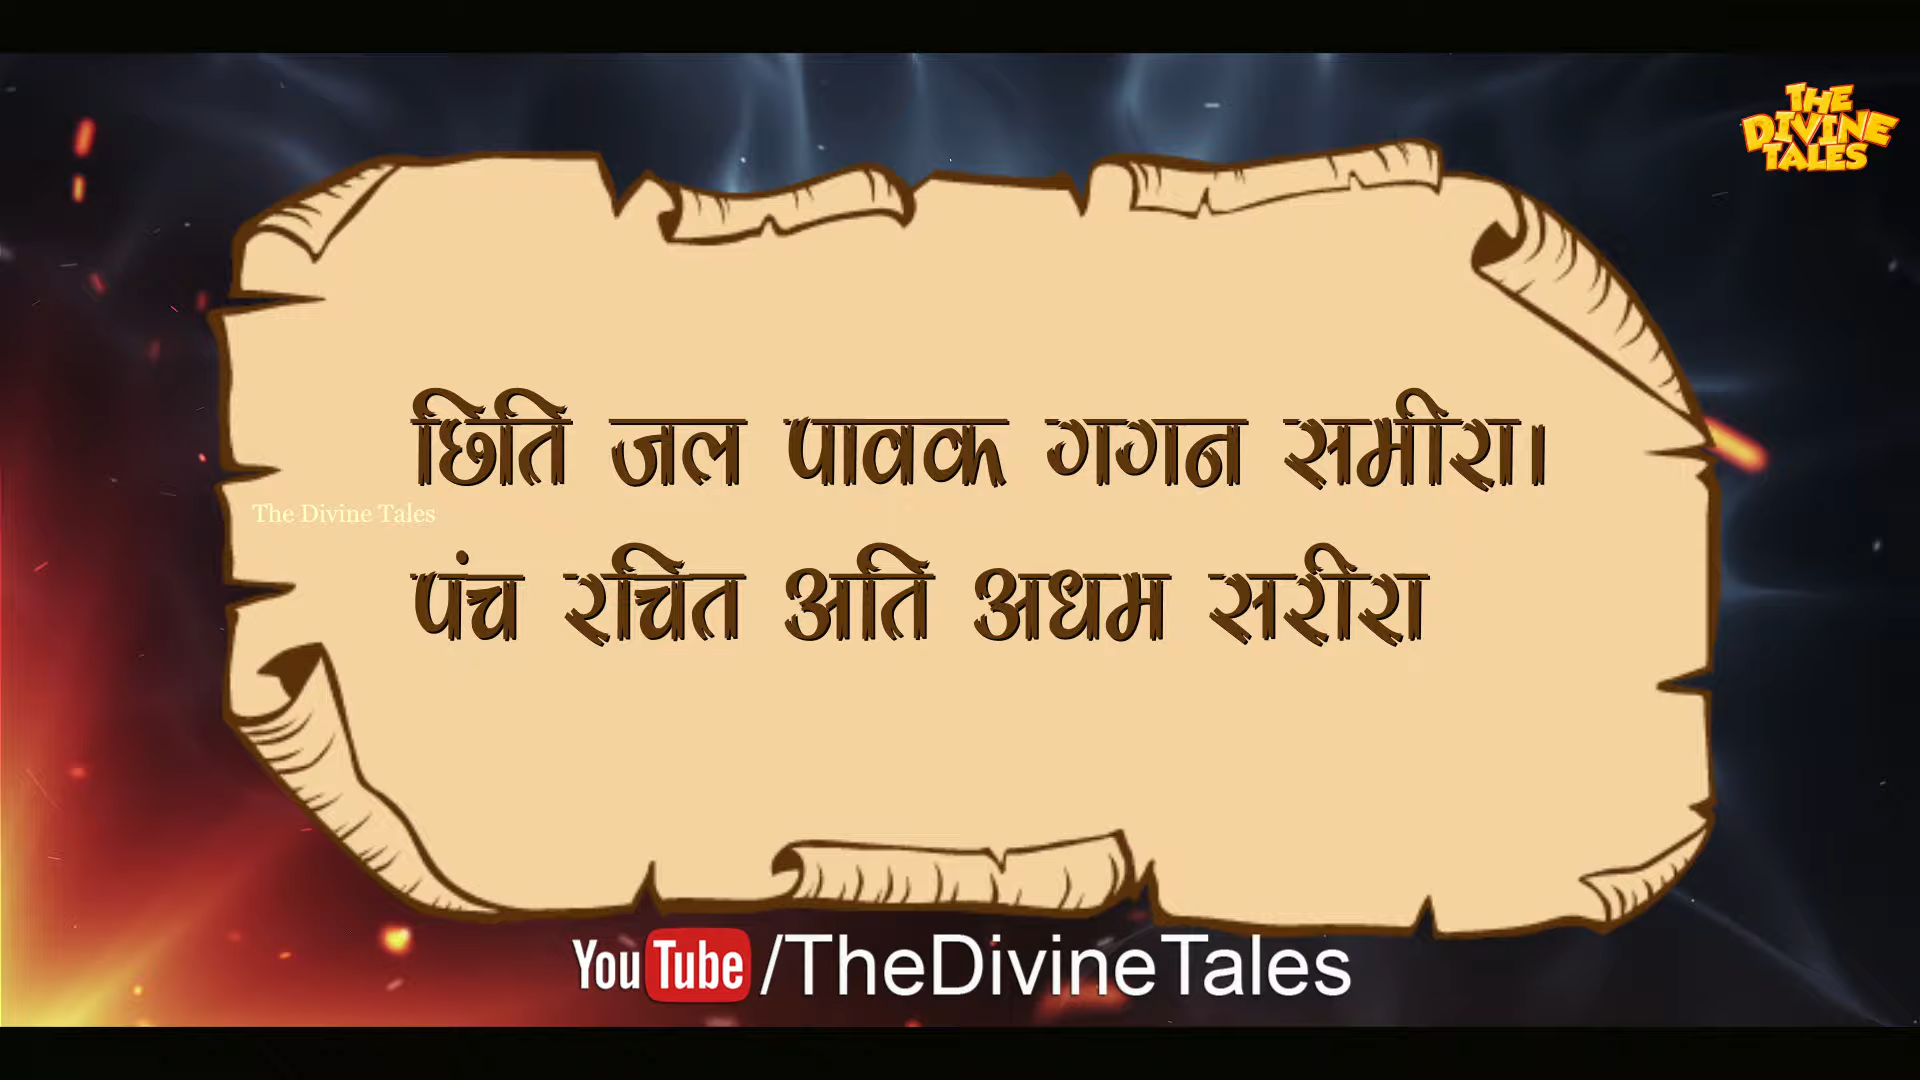 THE
DIVINE
TALES
छिति जल पावक गगन समीरा।
The Divine Tales
पंच रचित अति अधम सरीरा
YouTube/TheDivineTales